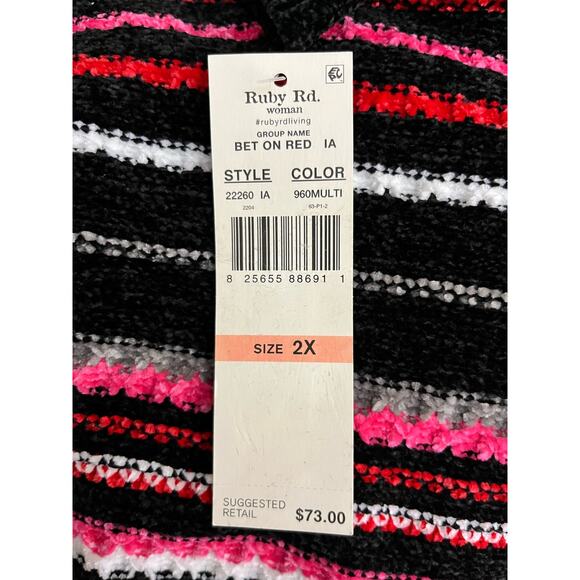 Ruby Rd.
woman
#rubyrdliving
GROUP NAME
BET ON RED IA
STYLE COLOR
22260 IA 960MULTI
2204 63-P1-2
8 25655 88691 1
SIZE 2X
SUGGESTED
RETAIL $73.00